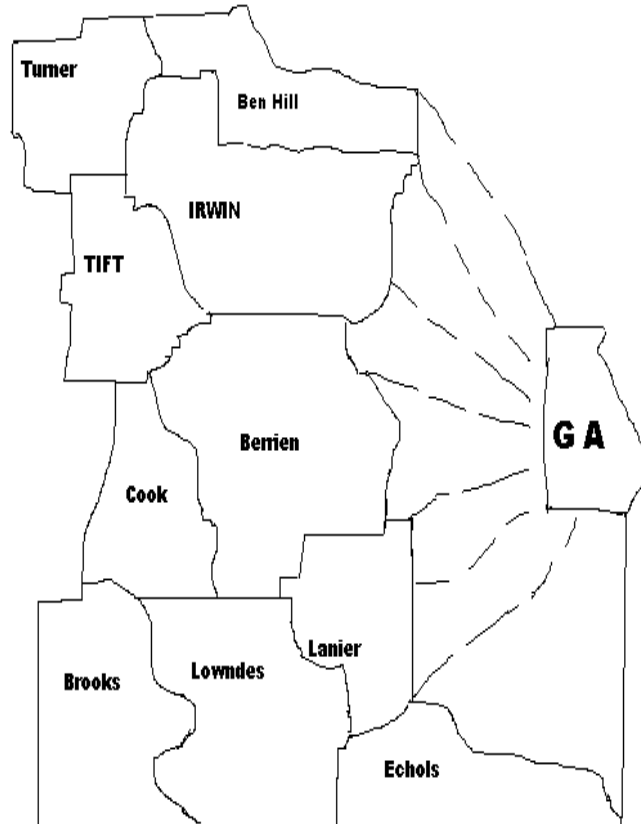 Turner
Ben Hill
IRWIN
TIFT
Berrien
G A
Cook
Lanier
Lowndes
Brooks
Echols